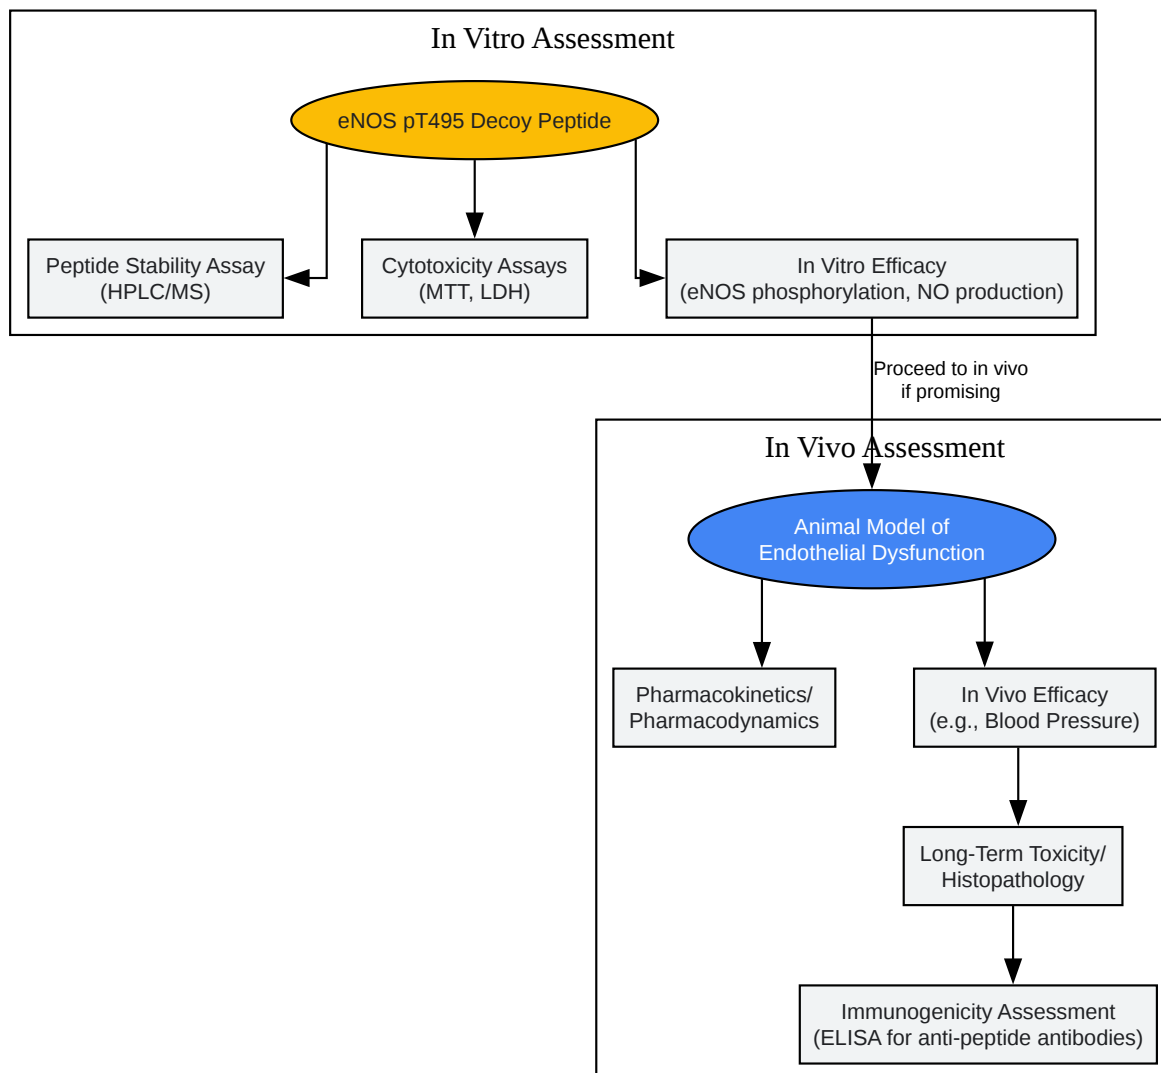 In Vitro Assessment
eNOS pT495 Decoy Peptide
Peptide Stability Assay
(HPLC/MS)
Cytotoxicity Assays
(MTT, LDH)
In Vitro Efficacy
(eNOS phosphorylation, NO production)
Proceed to in vivo
if promising
In Vivo Assessment
Animal Model of
Endothelial Dysfunction
Pharmacokinetics/
Pharmacodynamics
In Vivo Efficacy
(e.g., Blood Pressure)
Long-Term Toxicity/
Histopathology
Immunogenicity Assessment
(ELISA for anti-peptide antibodies)